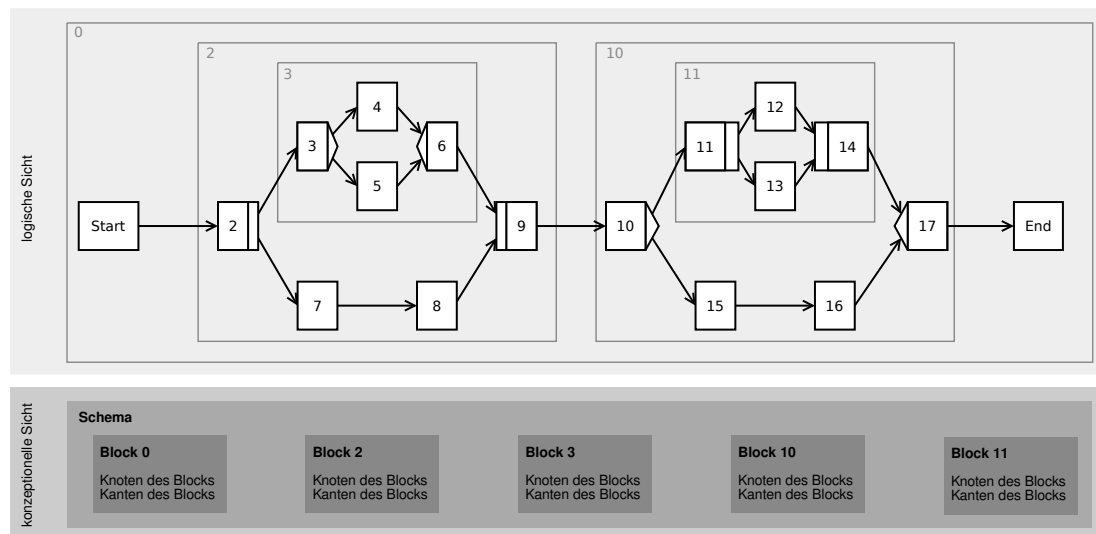 logische Sicht
0
2
10
3
11
4
12
3
6
11
14
5
13
Start
2
9
10
17
End
7
8
15
16
konzeptionelle Sicht
Schema
Block 0
Knoten des Blocks
Kanten des Blocks
Block 2
Knoten des Blocks
Kanten des Blocks
Block 3
Knoten des Blocks
Kanten des Blocks
Block 10
Knoten des Blocks
Kanten des Blocks
Block 11
Knoten des Blocks
Kanten des Blocks